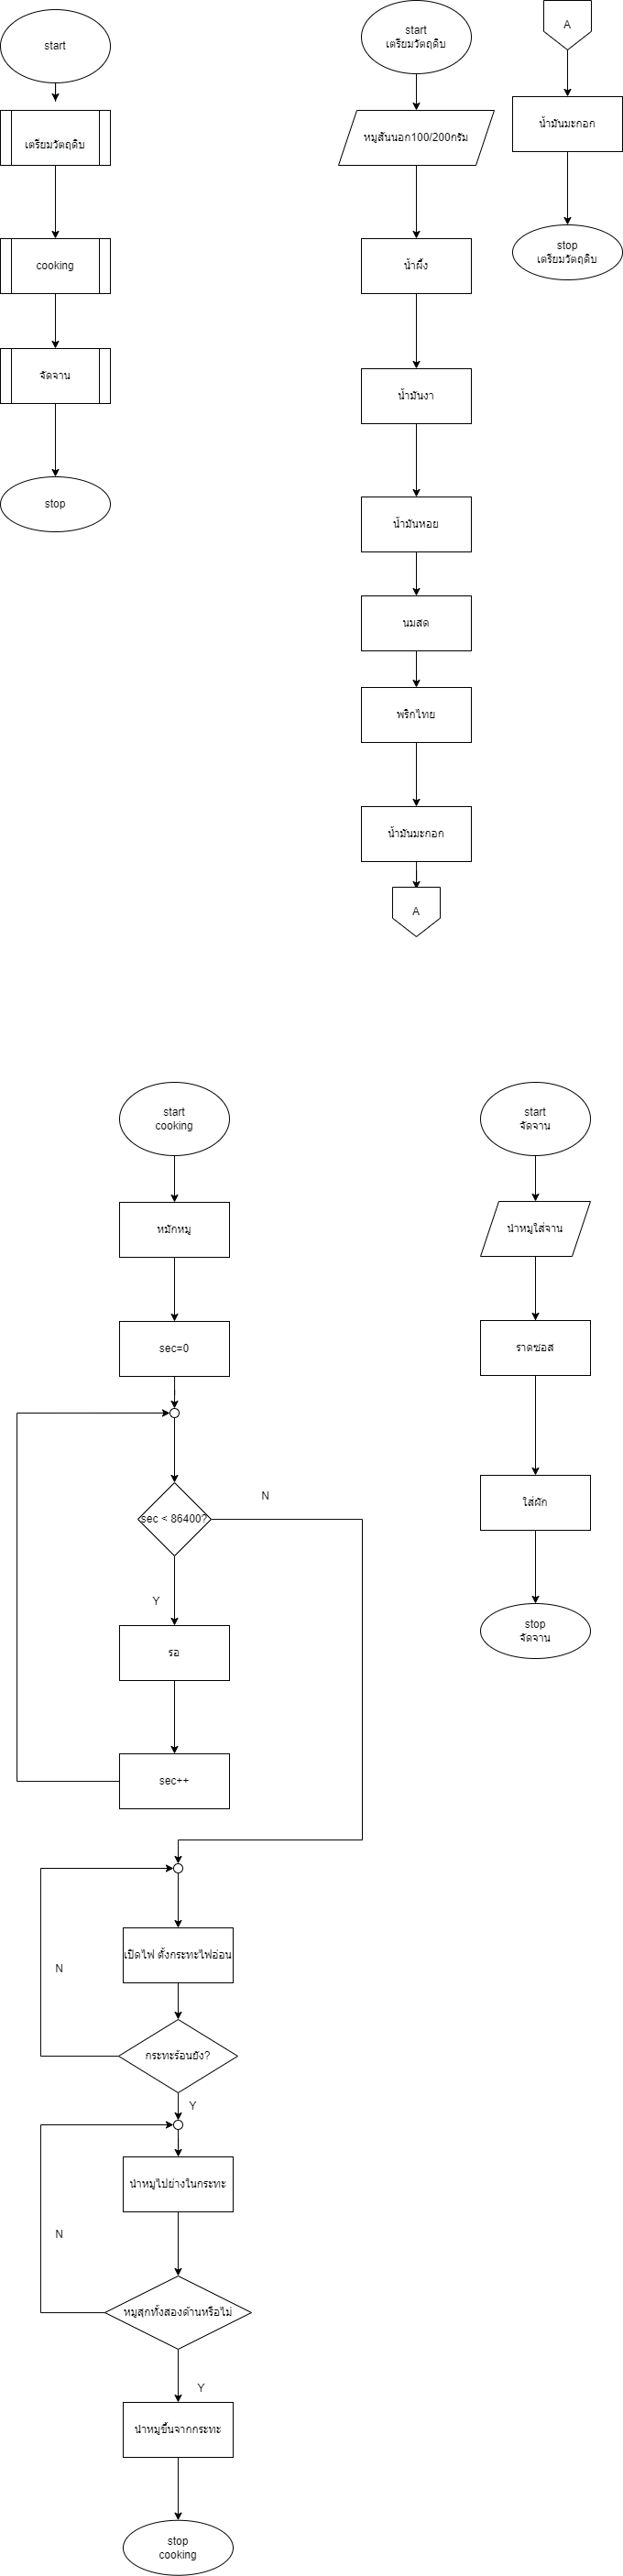 start
เตรียมวัตถุดิบ
cooking
จัดจาน
stop
start
เตรียมวัตถุดิบ
หมูสันนอก100/200กรัม
น้ำผึ้ง
น้ำมันงา
น้ำมันหอย
นมสด
พริกไทย
น้ำมันมะกอก
A
A
น้ำมันมะกอก
stop
เตรียมวัตถุดิบ
start
cooking
หมักหมู
sec=0
sec < 86400?
N
Y
รอ
sec++
เปิดไฟ ตั้งกระทะไฟอ่อน
N
กระทะร้อนยัง?
Y
นำหมูไปย่างในกระทะ
N
หมูสุกทั้งสองด้านหรือไม่
Y
นำหมูขึ้นจากกระทะ
stop
cooking
start
จัดจาน
นำหมูใส่จาน
ราดซอส
ใส่ผัก
stop
จัดจาน